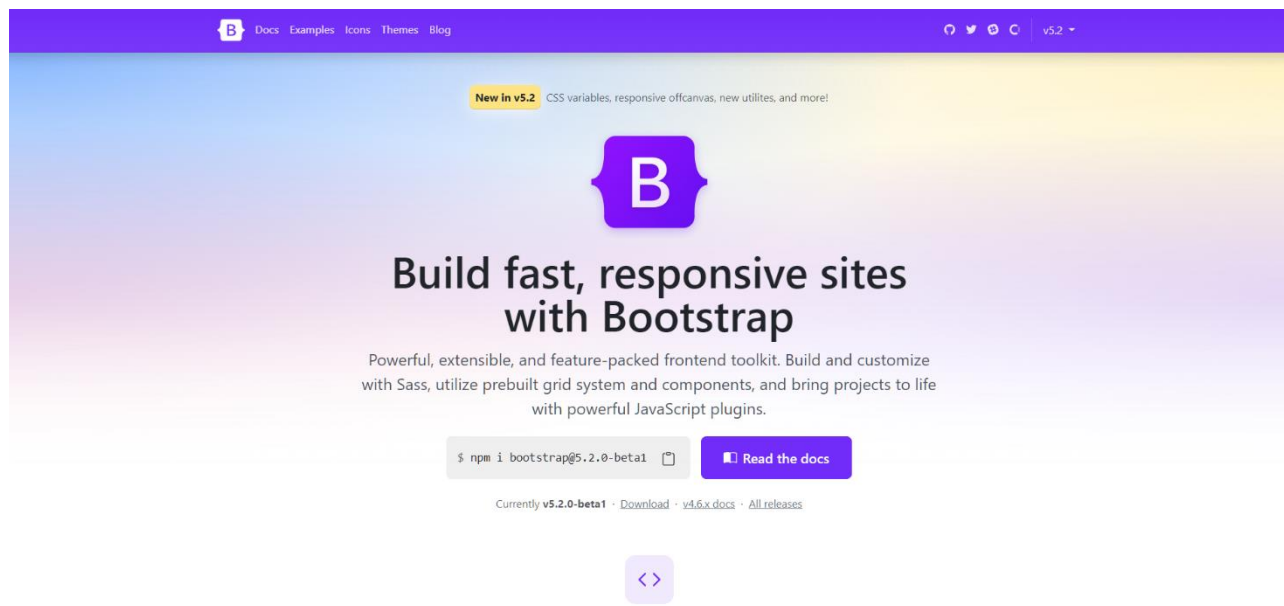 B Docs Examples Icons Themes Blog v5.2
New in v5.2 CSS variables, responsive offcanvas, new utilites, and more!
B
Build fast, responsive sites
with Bootstrap
Powerful, extensible, and feature-packed frontend toolkit. Build and customize
with Sass, utilize prebuilt grid system and components, and bring projects to life
with powerful JavaScript plugins.
$ npm i bootstrap@5.2.0-beta1 Read the docs
Currently v5.2.0-beta1 · Download · v4.6.x docs · All releases